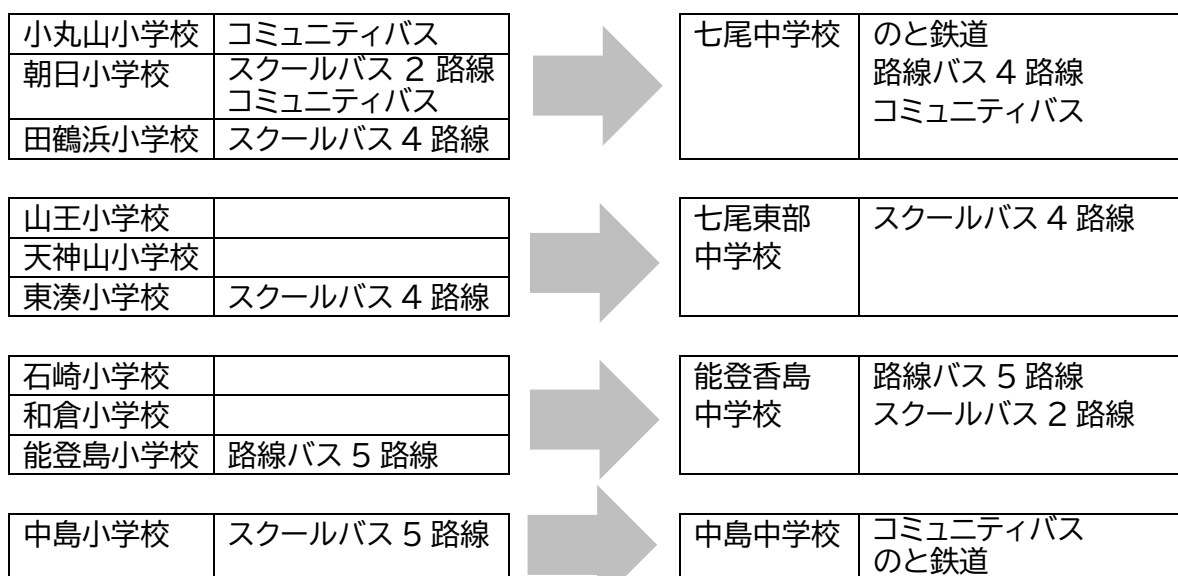 小丸山小学校 コミュニティバス
朝日小学校 スクールバス 2 路線
コミュニティバス
田鶴浜小学校 スクールバス 4 路線
七尾中学校 のと鉄道
路線バス 4 路線
コミュニティバス
山王小学校
天神山小学校
東湊小学校 スクールバス 4 路線
七尾東部 スクールバス 4 路線
中学校
石崎小学校
和倉小学校
能登島小学校 路線バス 5 路線
能登香島 路線バス 5 路線
中学校 スクールバス 2 路線
中島小学校 スクールバス 5 路線
中島中学校 コミュニティバス
のと鉄道